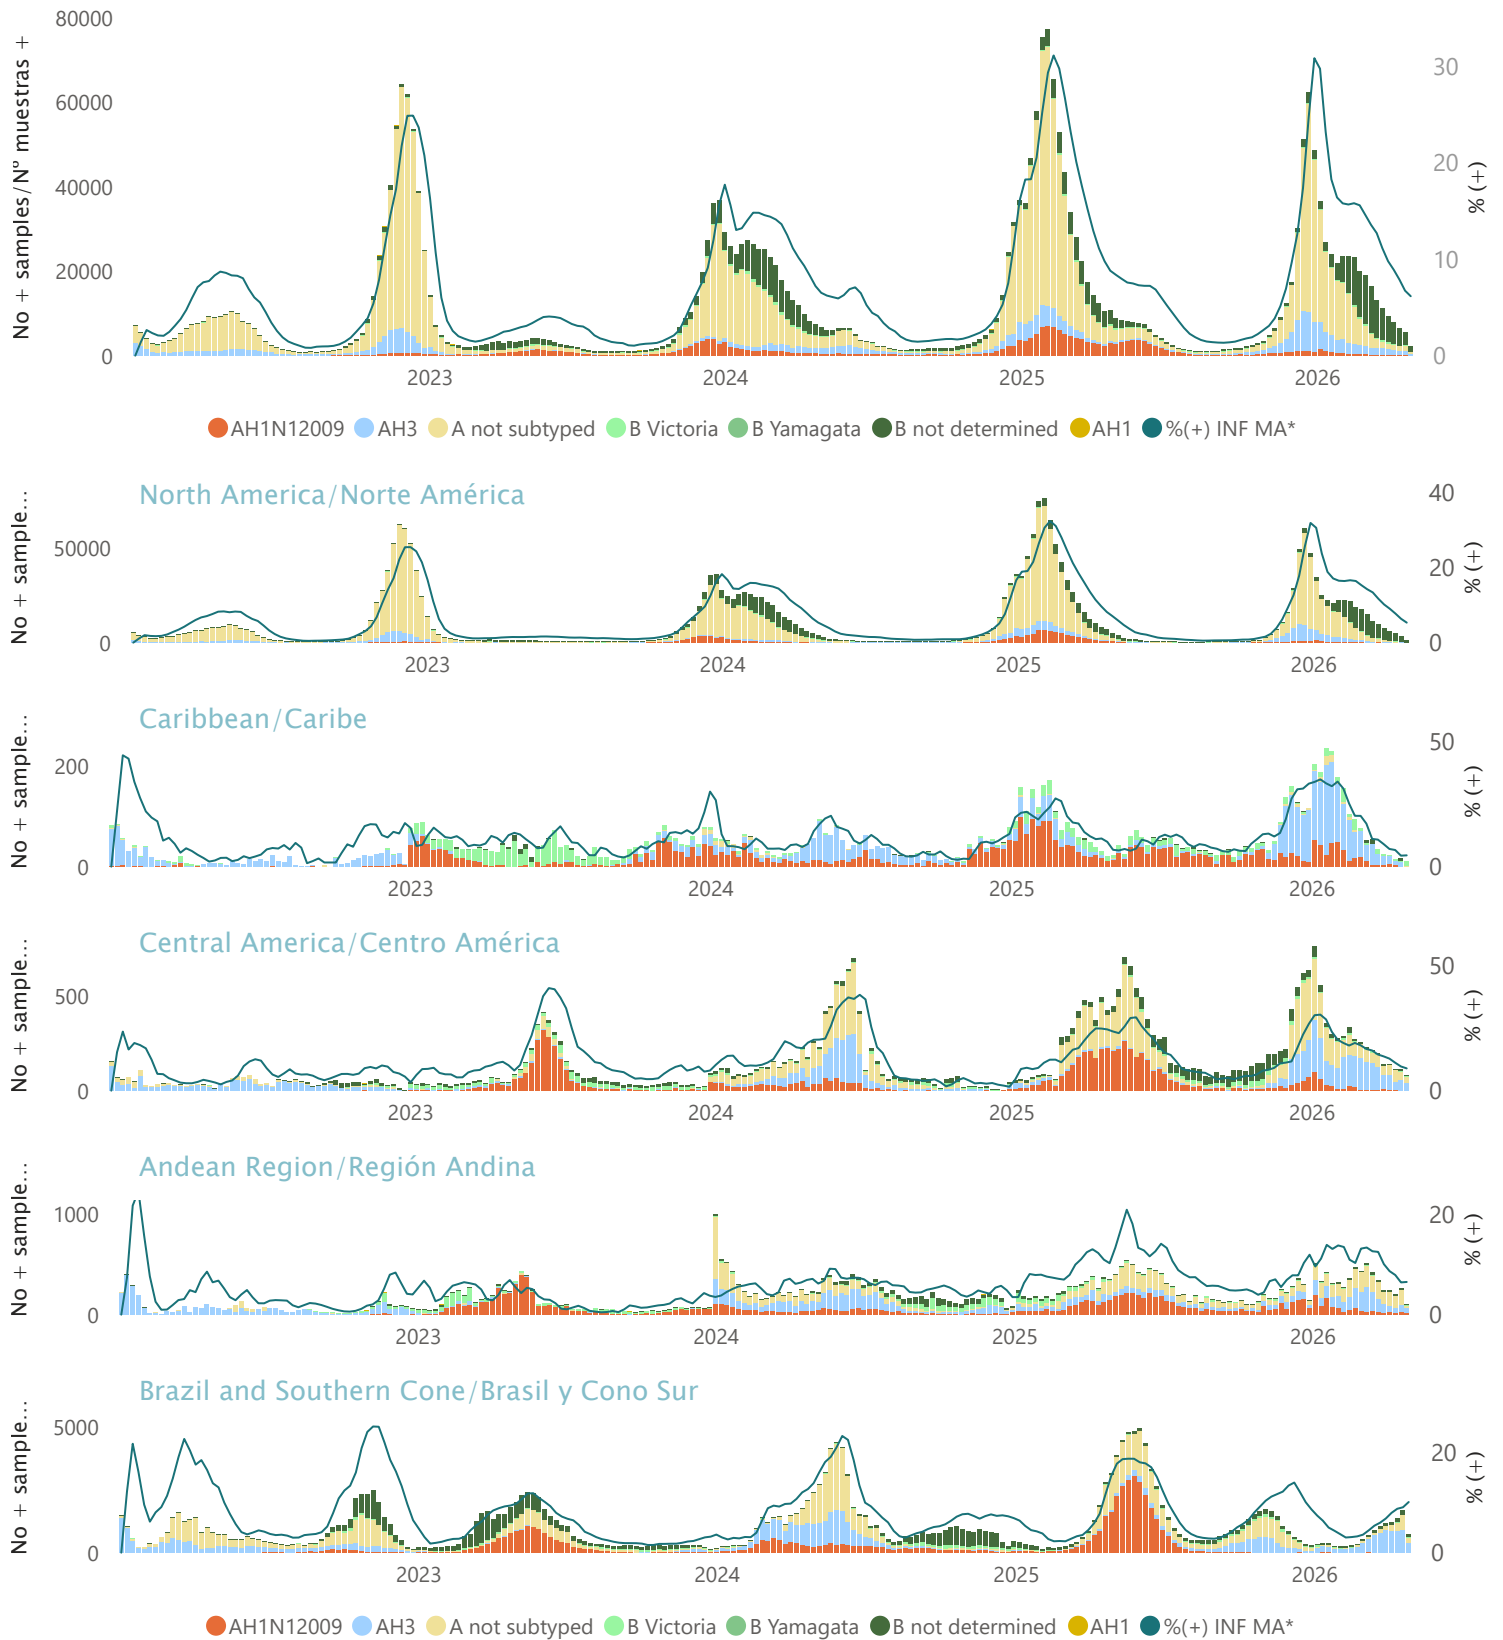 No + samples/N° muestras +
80000
60000
40000
20000
0
30
20
10
0
% (+)
2023 2024 2025 2026
AH1N12009 AH3 A not subtyped B Victoria B Yamagata B not determined AH1 %(+) INF MA*
North America/Norte América
No + sample...
50000
0
40
20
0
% (+)
2023 2024 2025 2026
Caribbean/Caribe
No + sample...
200
0
50
0
% (+)
2023 2024 2025 2026
Central America/Centro América
No + sample...
500
0
50
0
% (+)
2023 2024 2025 2026
Andean Region/Región Andina
No + sample...
1000
0
20
0
% (+)
2023 2024 2025 2026
Brazil and Southern Cone/Brasil y Cono Sur
No + sample...
5000
0
20
0
% (+)
2023 2024 2025 2026
AH1N12009 AH3 A not subtyped B Victoria B Yamagata B not determined AH1 %(+) INF MA*